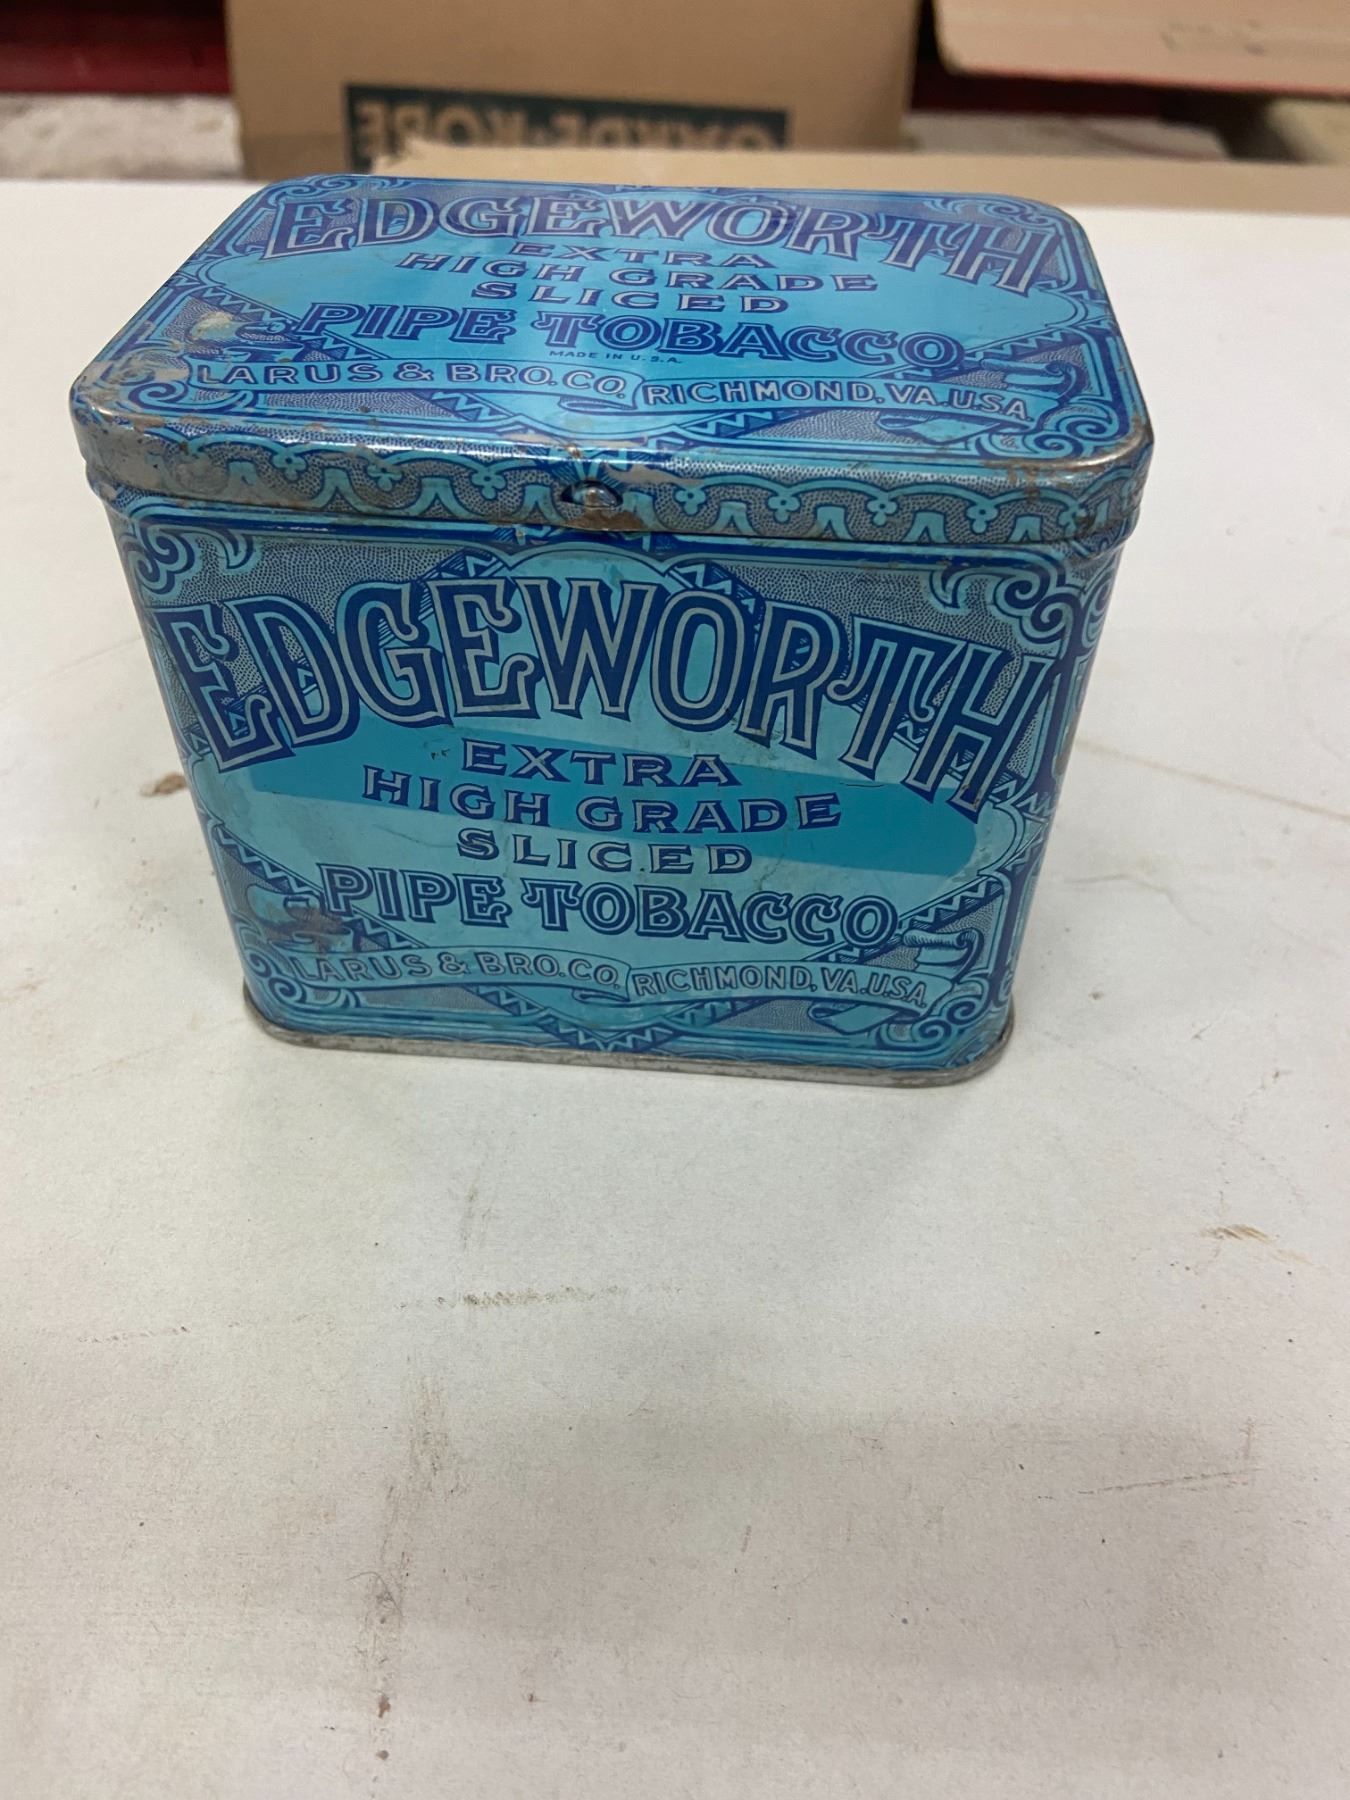 EDGEWORTH
EXTRA
HIGH GRADE
SLICED
PIPE TOBACCO
MADE IN U.S.A.
LARUS & BRO. CO. RICHMOND, VA. U.S.A.
EDGEWORTH
EXTRA
HIGH GRADE
SLICED
PIPE TOBACCO
LARUS & BRO. CO. RICHMOND, VA. U.S.A.